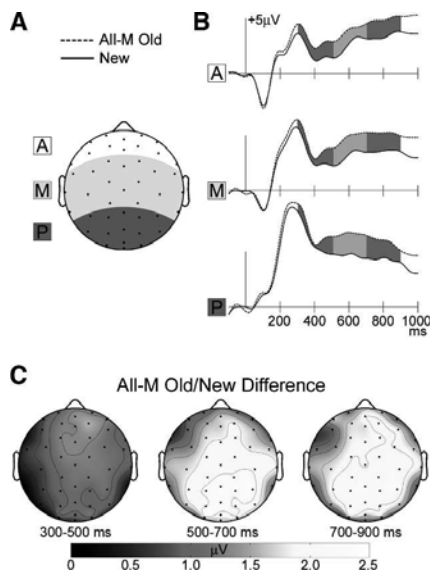 A
All-M Old
New
A
M
P
B
+5μV
A
M
P
200 400 600 800 1000
ms
C
All-M Old/New Difference
300-500 ms 500-700 ms 700-900 ms
μV
0 0.5 1.0 1.5 2.0 2.5